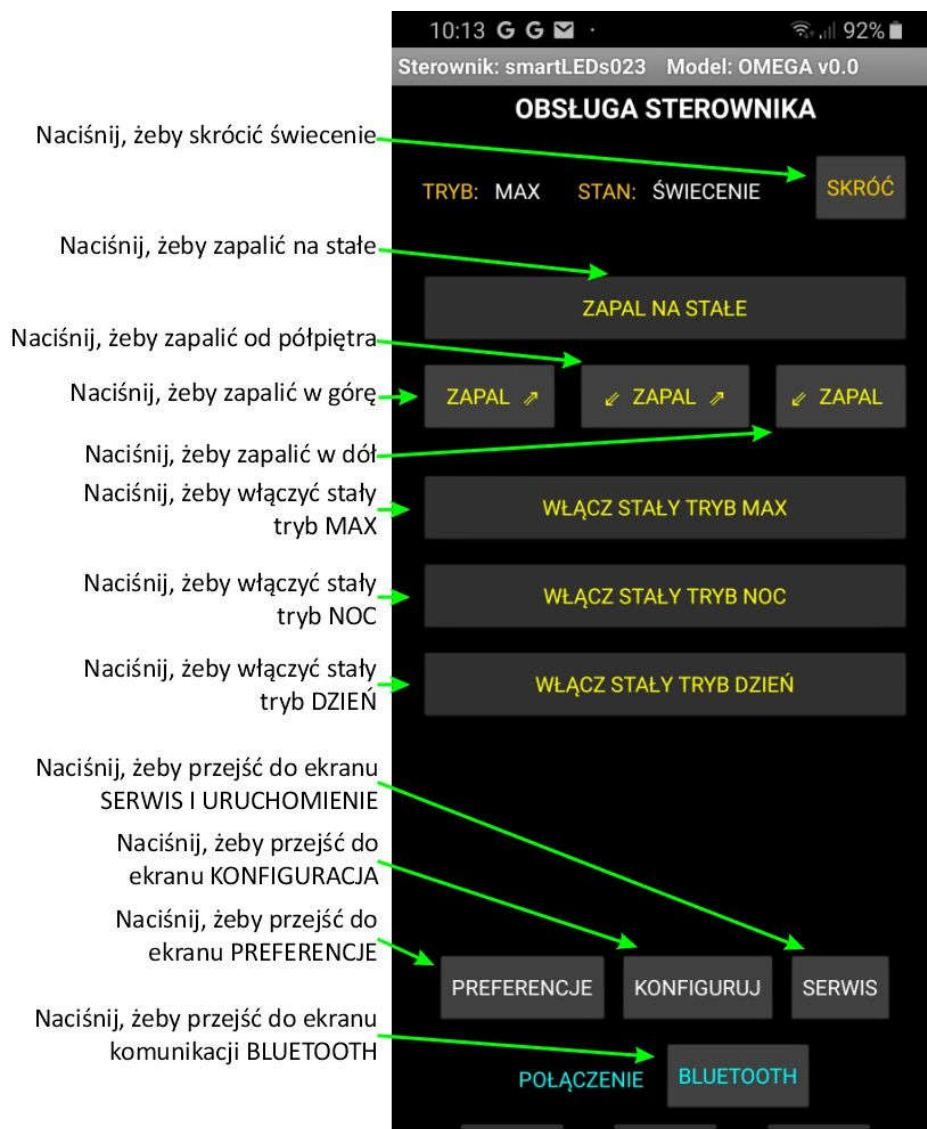 10:13 G G 92%
Sterownik: smartLEDs023 Model: OMEGA v0.0
OBSŁUGA STEROWNIKA
Naciśnij, żeby skrócić świecenie
TRYB: MAX STAN: ŚWIECENIE SKRÓĆ
Naciśnij, żeby zapalić na stałe
ZAPAL NA STAŁE
Naciśnij, żeby zapalić od półpiętra
Naciśnij, żeby zapalić w górę
ZAPAL ⇗ ⇙ ZAPAL ⇗ ⇙ ZAPAL
Naciśnij, żeby zapalić w dół
Naciśnij, żeby włączyć stały
tryb MAX
WŁĄCZ STAŁY TRYB MAX
Naciśnij, żeby włączyć stały
tryb NOC
WŁĄCZ STAŁY TRYB NOC
Naciśnij, żeby włączyć stały
tryb DZIEŃ
WŁĄCZ STAŁY TRYB DZIEŃ
Naciśnij, żeby przejść do ekranu
SERWIS I URUCHOMIENIE
Naciśnij, żeby przejść do
ekranu KONFIGURACJA
Naciśnij, żeby przejść do
ekranu PREFERENCJE
PREFERENCJE KONFIGURUJ SERWIS
Naciśnij, żeby przejść do ekranu
komunikacji BLUETOOTH
POŁĄCZENIE BLUETOOTH